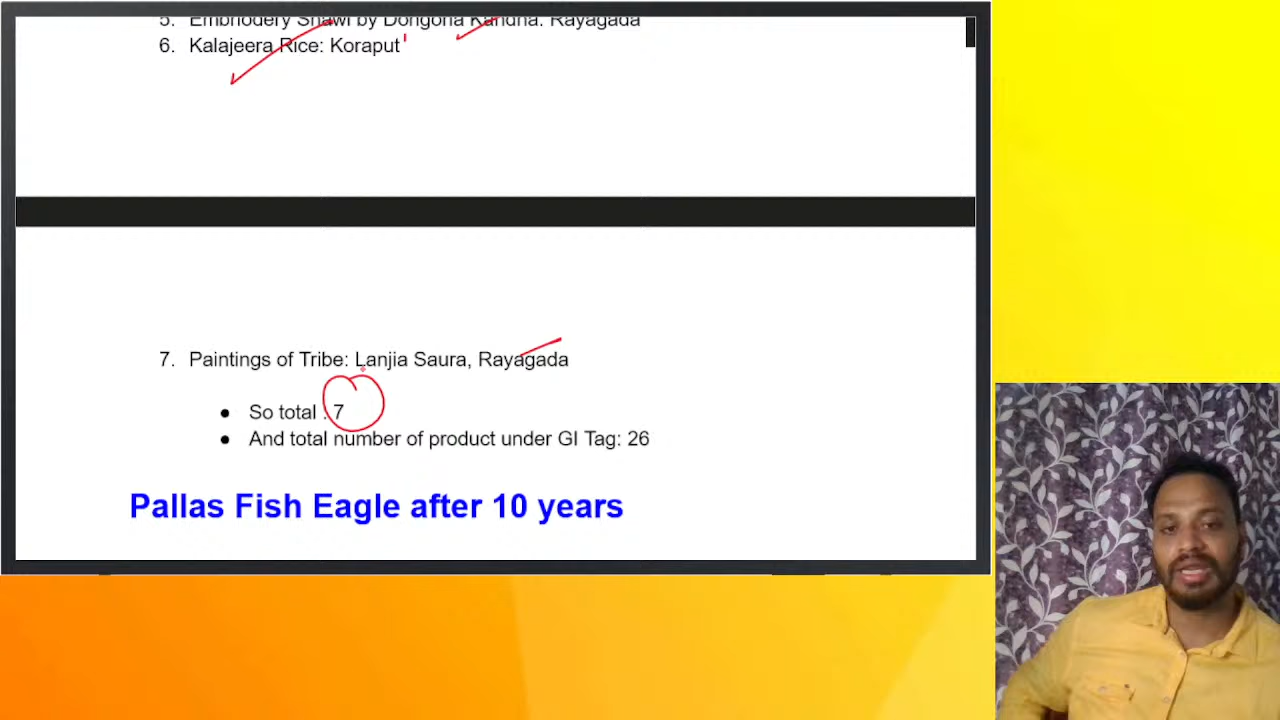 5. Embriodery Shawl by Dongoria Kandha: Rayagada
6. Kalajeera Rice: Koraput
7. Paintings of Tribe: Lanjia Saura, Rayagada
● So total : 7
● And total number of product under GI Tag: 26
Pallas Fish Eagle after 10 years